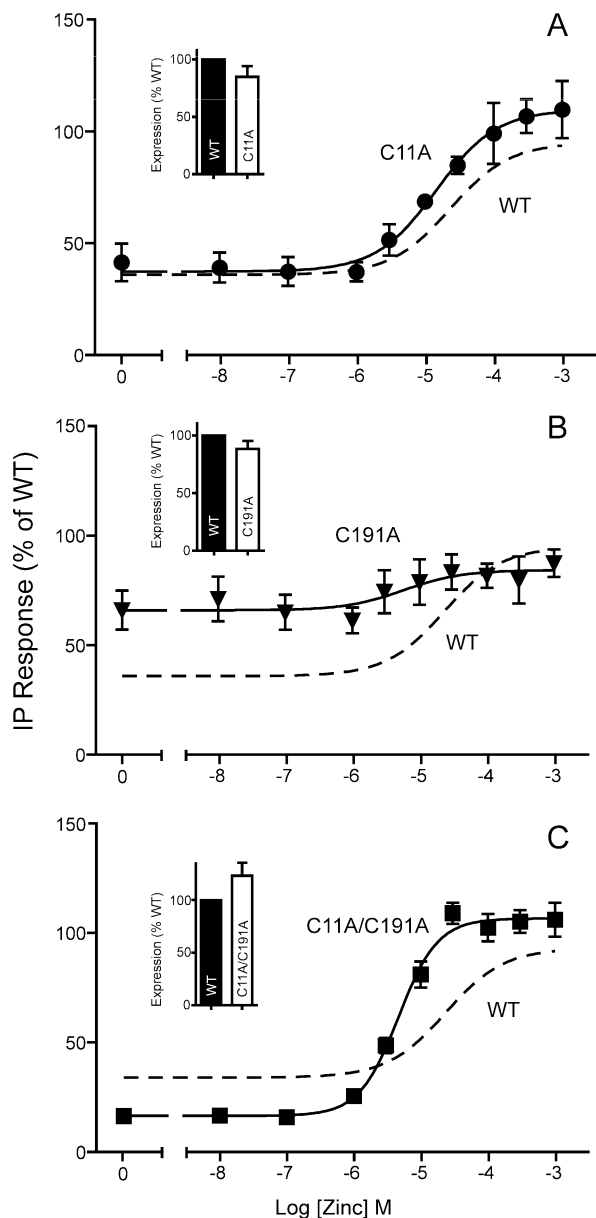 A
150
100
50
0
Expression (% WT)
100
50
0
WT
C11A
C11A
WT
0 -8 -7 -6 -5 -4 -3
IP Response (% of WT)
B
150
100
50
0
Expression (% WT)
100
50
0
WT
C191A
C191A
WT
0 -8 -7 -6 -5 -4 -3
C
150
100
50
0
Expression (% WT)
100
50
0
WT
C11A/C191A
C11A/C191A
WT
0 -8 -7 -6 -5 -4 -3
Log [Zinc] M